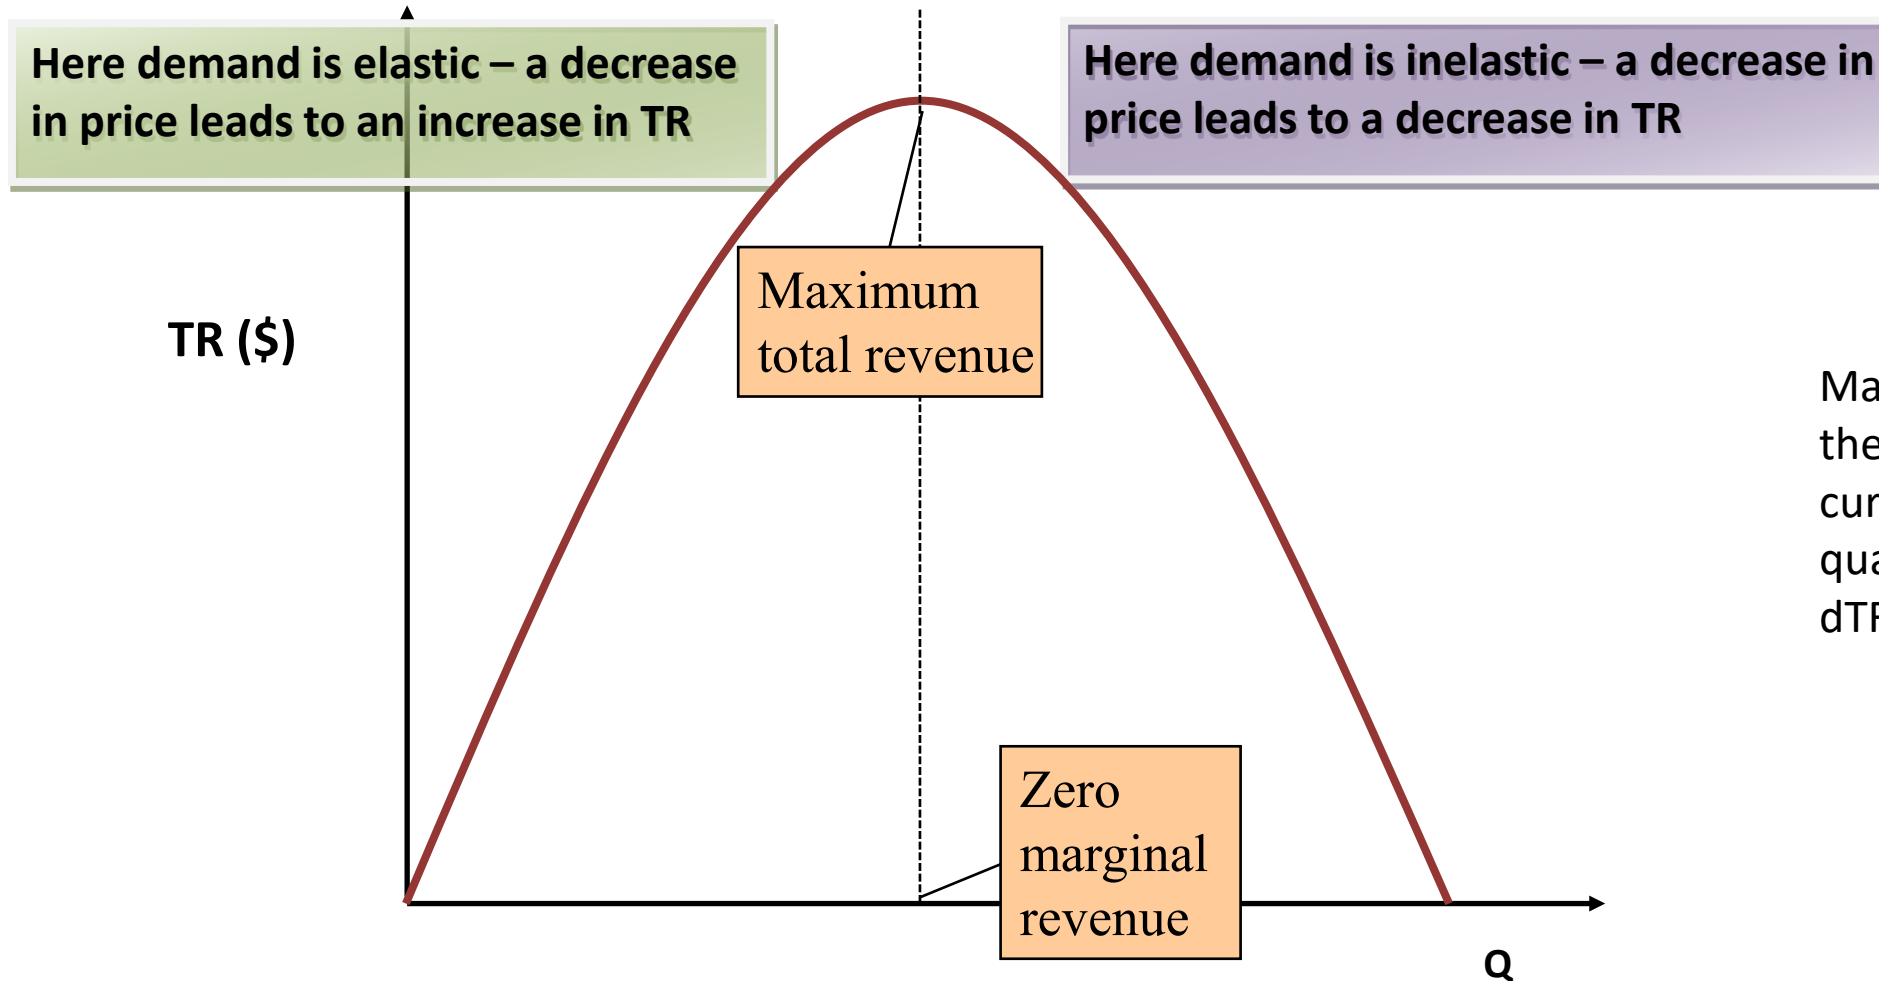 Here demand is elastic – a decrease
in price leads to an increase in TR
Here demand is inelastic – a decrease in
price leads to a decrease in TR
Maximum
total revenue
TR ($)
the
Zero
marginal
revenue
Q